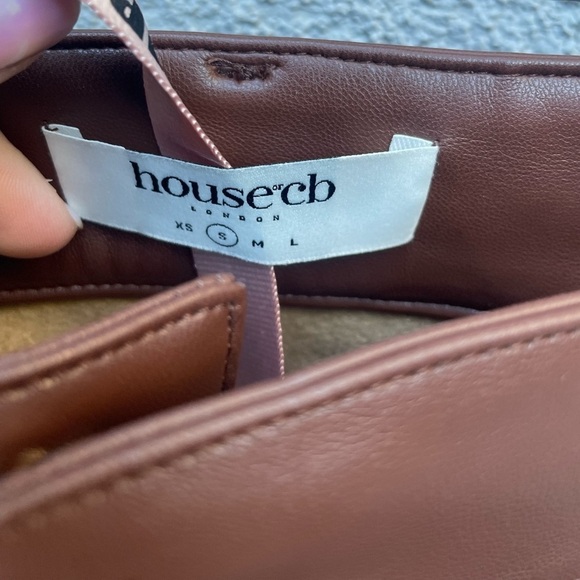 house OF cb
LONDON
XS S M L